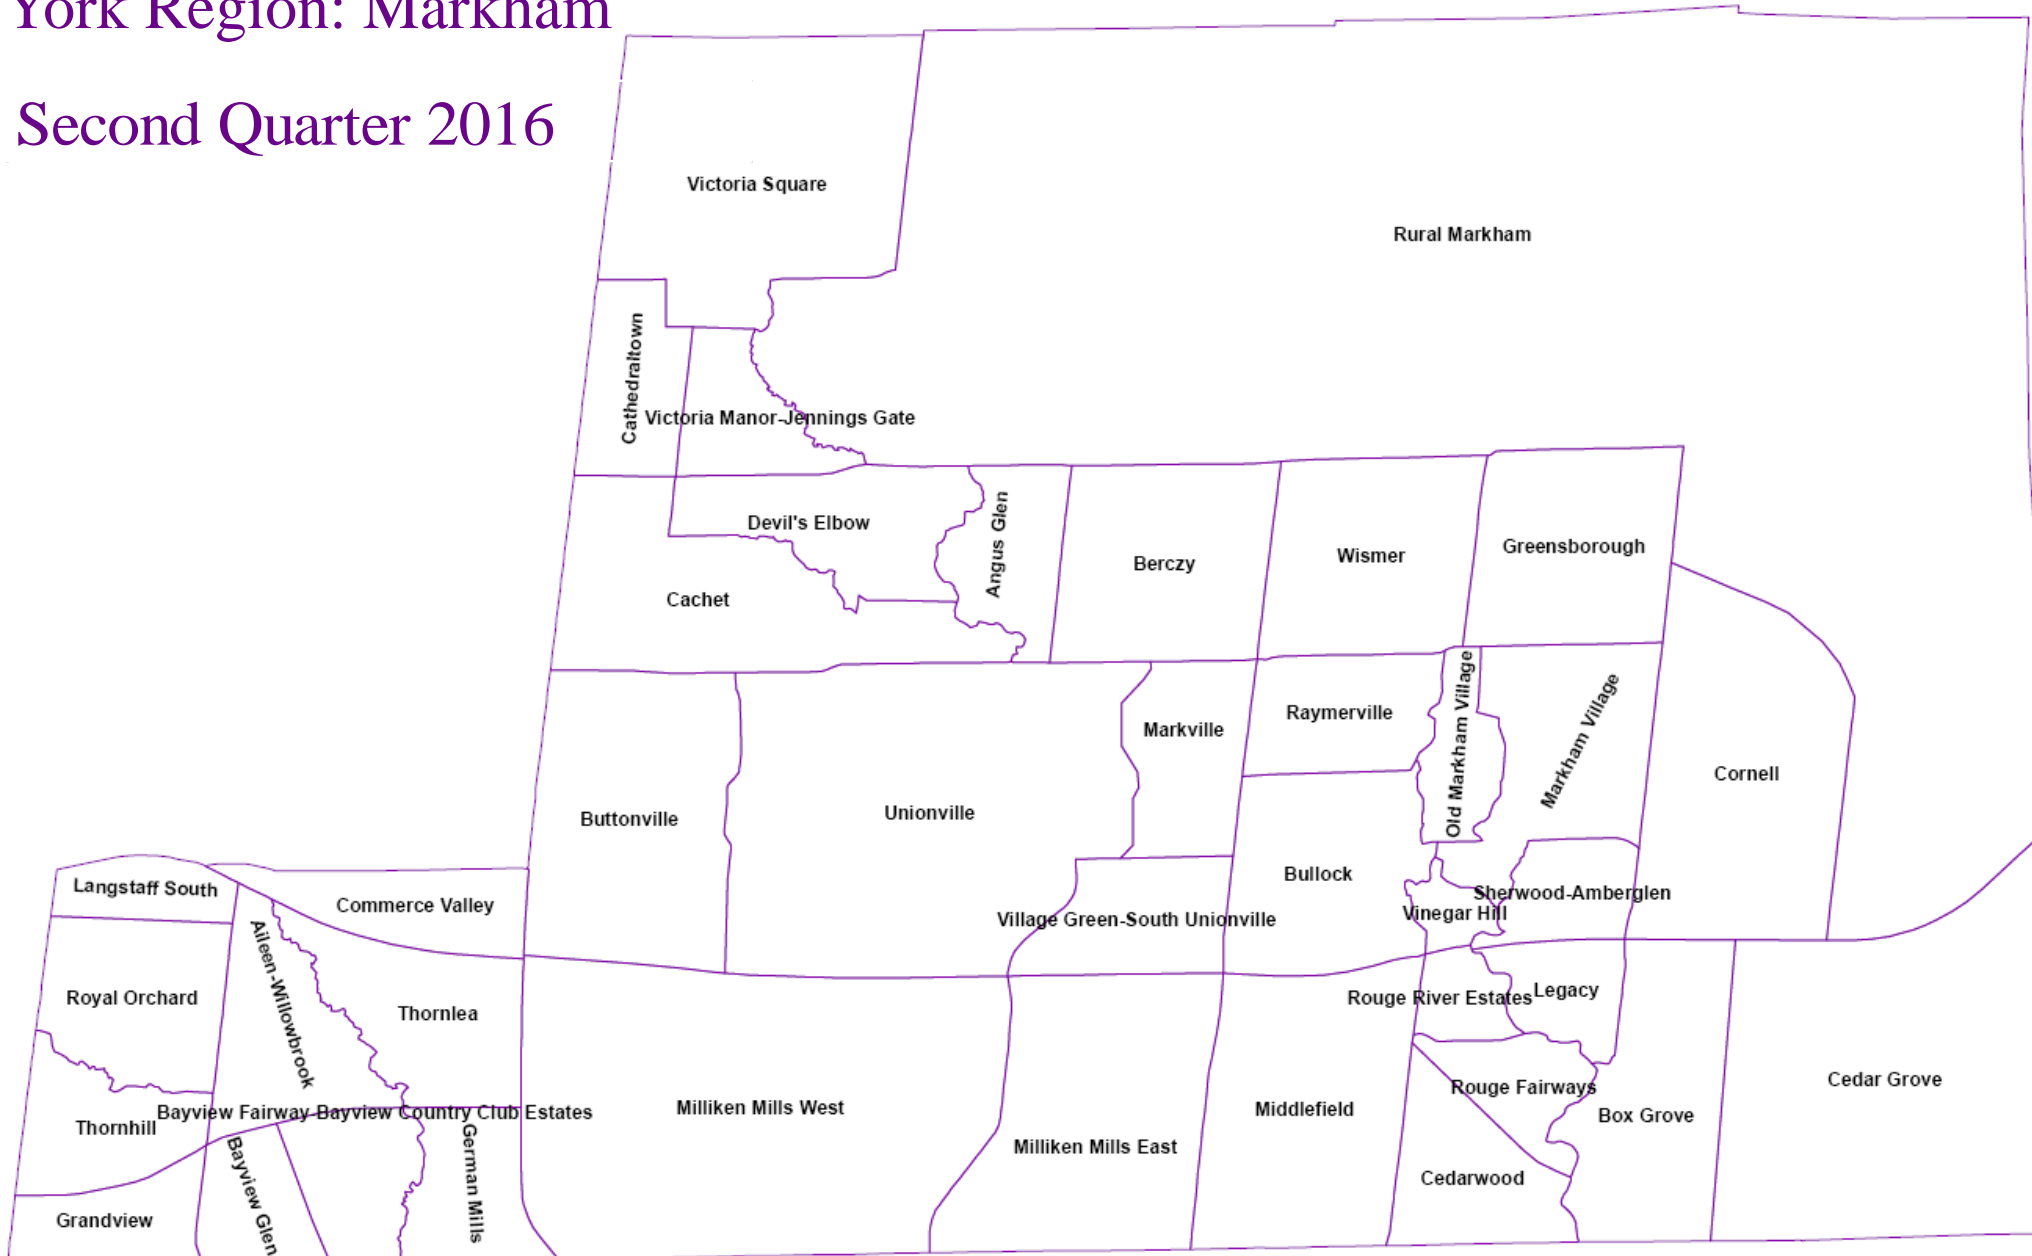 York Region: Markham
Second Quarter 2016
Victoria Square
Rural Markham
Cathedraltown
Victoria Manor-Jennings Gate
Devil's Elbow
Angus Glen
Berczy
Wismer
Greensborough
Cachet
Raymerville
Old Markham Village
Markham Village
Markville
Cornell
Buttonville
Unionville
Bullock
Langstaff South
Commerce Valley
Village Green-South Unionville
Vinegar Hill
Sherwood-Amberglen
Aileen-Willowbrook
Royal Orchard
Thornlea
Rouge River Estates
Legacy
Rouge Fairways
Cedar Grove
Thornhill
Bayview Fairway-Bayview Country Club Estates
Milliken Mills West
Middlefield
Box Grove
Milliken Mills East
Bayview Glen
German Mills
Cedarwood
Grandview